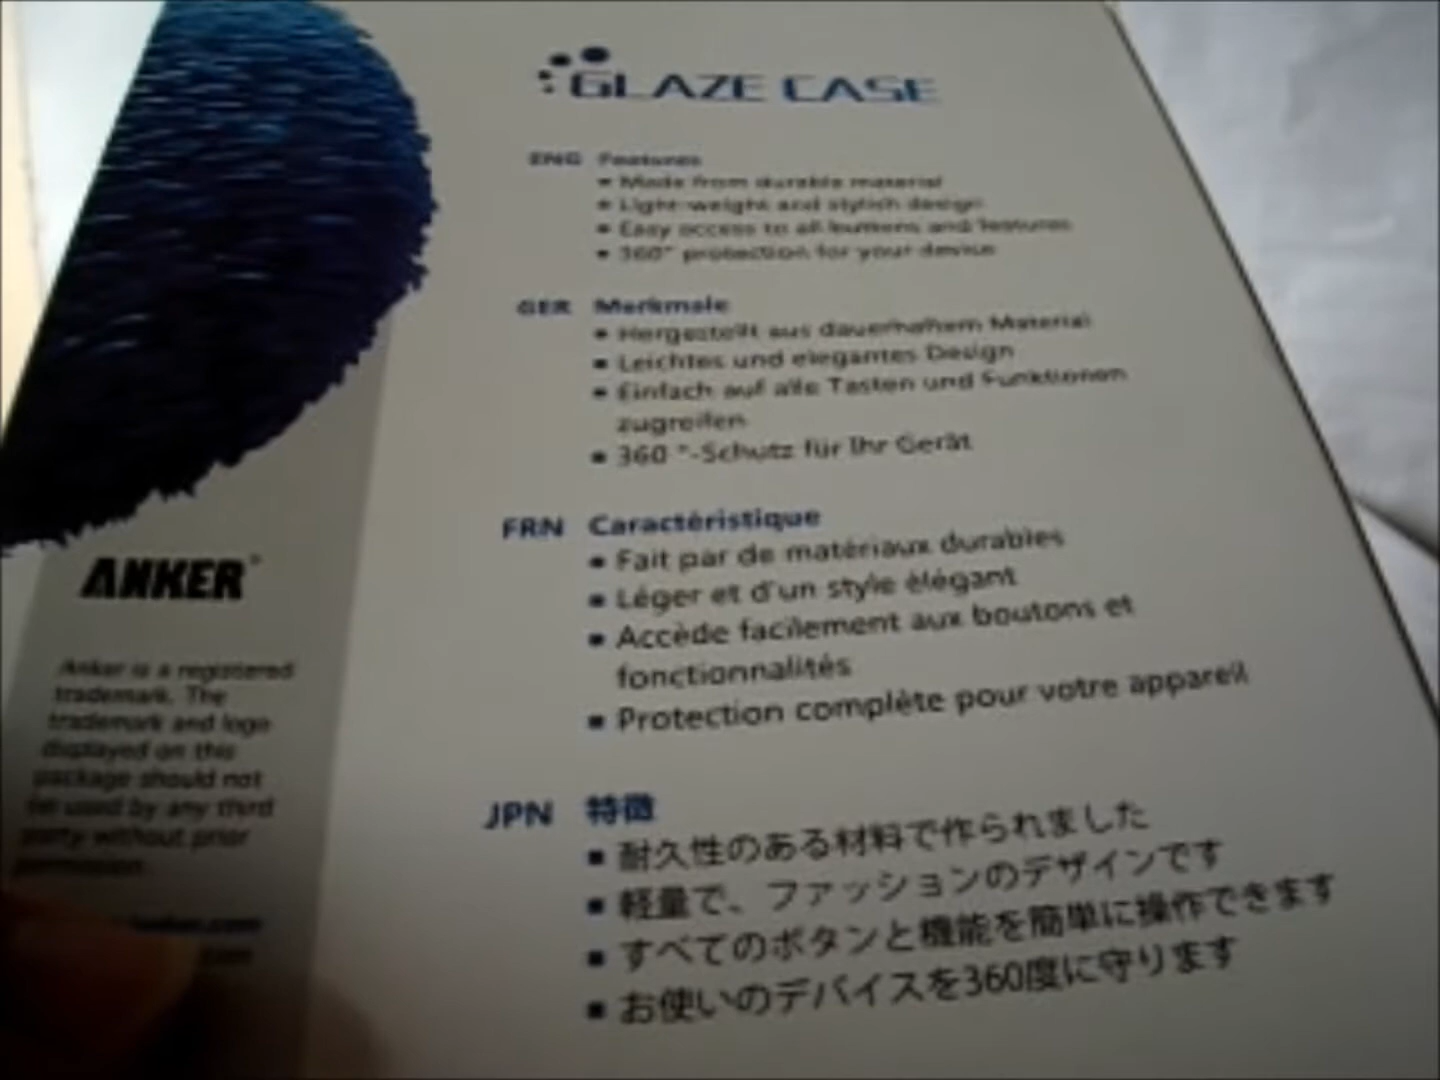 GLAZE CASE
ENG Features
▪ Made from durable material
▪ Light-weight and stylish design
▪ Easy access to all buttons and features
▪ 360° protection for your device
GER Merkmale
▪ Hergestellt aus dauerhaftem Material
▪ Leichtes und elegantes Design
▪ Einfach auf alle Tasten und Funktionen
zugreifen
▪ 360 °-Schutz für Ihr Gerät
FRN Caractéristique
▪ Fait par de matériaux durables
▪ Léger et d'un style élégant
▪ Accède facilement aux boutons et
fonctionnalités
▪ Protection complète pour votre appareil
JPN 特徴
▪ 耐久性のある材料で作られました
▪ 軽量で、ファッションのデザインです
▪ すべてのボタンと機能を簡単に操作できます
▪ お使いのデバイスを360度に守ります
ANKER
Anker is a registered
trademark. The
trademark and logo
displayed on this
package should not
be used by any third
party without prior
permission.